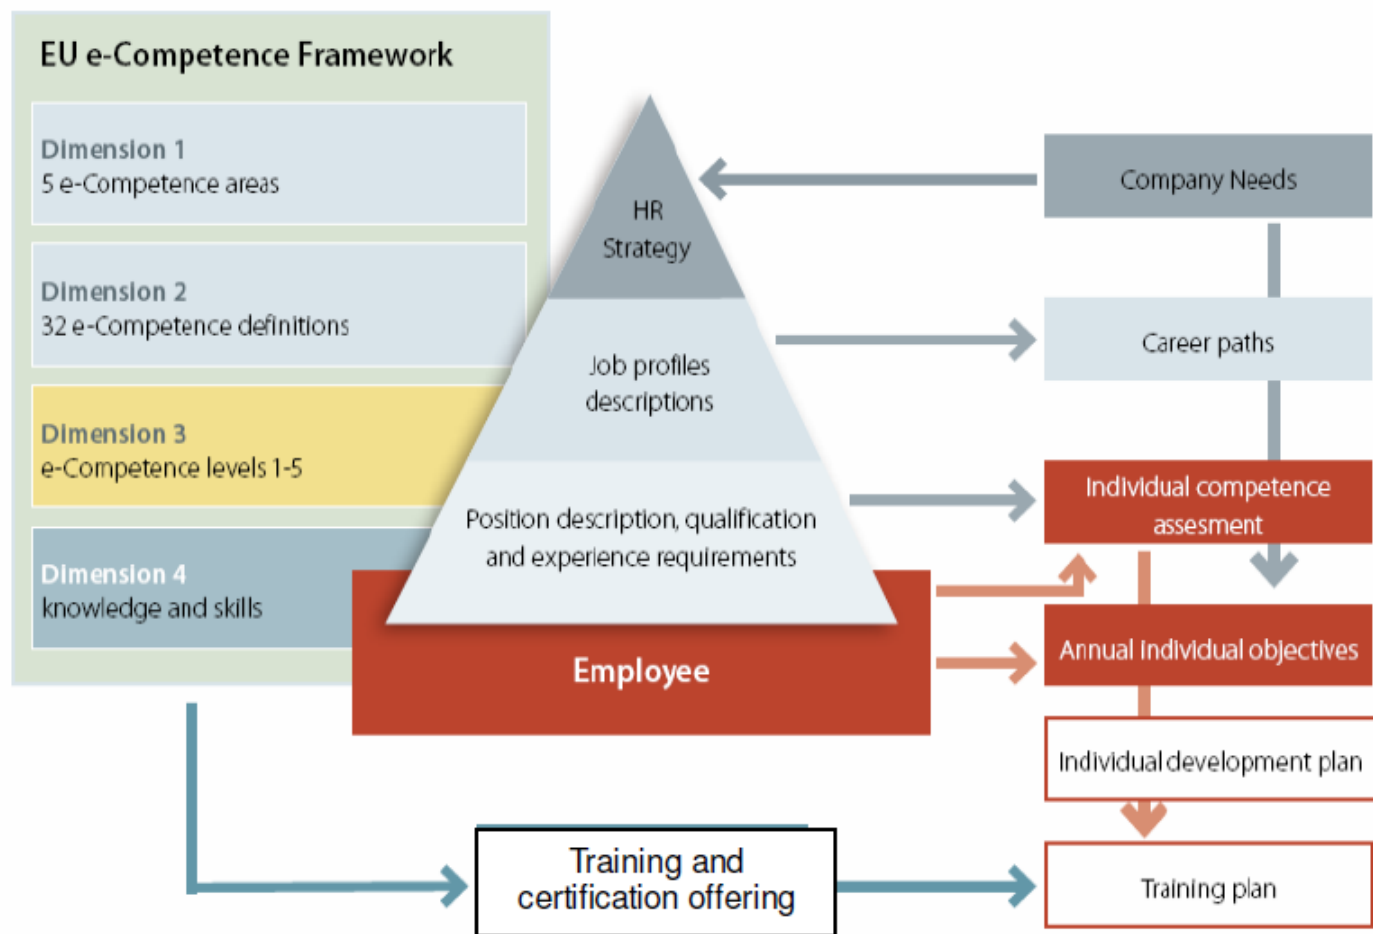 EU e-Competence Framework
Dimension 1
5 e-Competence areas
Dimension 2
32 e-Competence definitions
Dimension 3
e-Competence levels 1-5
Dimension 4
knowledge and skills
HR
Strategy
Job profiles
descriptions
Position description, qualification
and experience requirements
Employee
Company Needs
Career paths
Individual competence
assesment
Annual individual objectives
Individual development plan
Training and
certification offering
Training plan